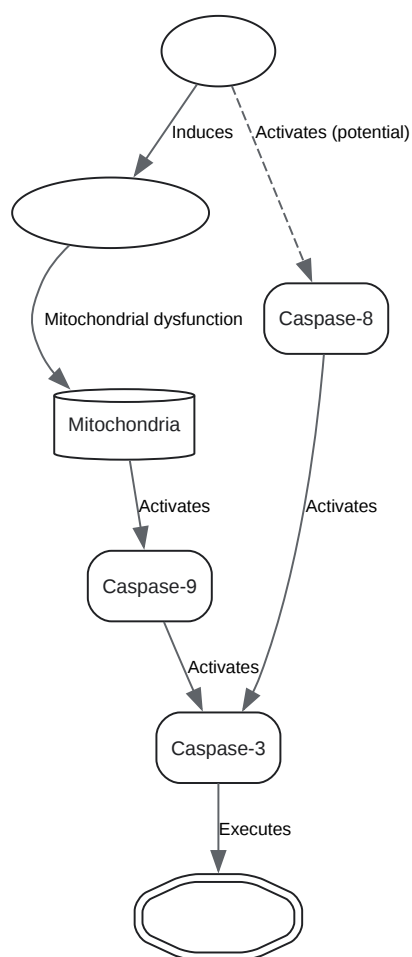 Induces
Activates (potential)
Mitochondrial dysfunction
Caspase-8
Mitochondria
Activates
Activates
Caspase-9
Activates
Caspase-3
Executes